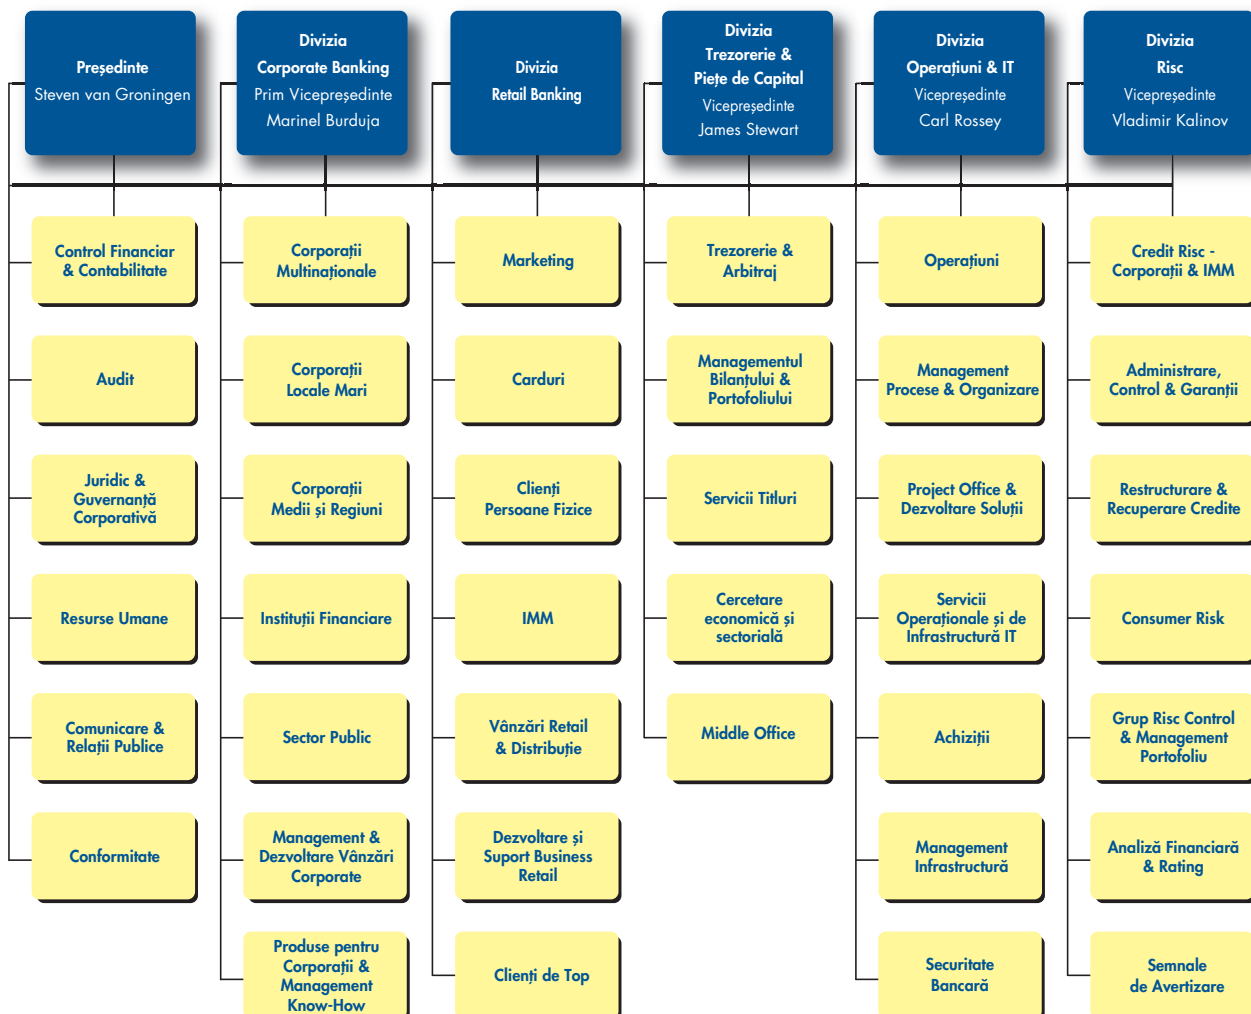 Președinte
Steven van Groningen
Divizia
Corporate Banking
Prim Vicepreședinte
Marinel Burduja
Divizia
Retail Banking
Divizia
Trezorerie &
Piețe de Capital
Vicepreședinte
James Stewart
Divizia
Operațiuni & IT
Vicepreședinte
Carl Rossey
Divizia
Risc
Vicepreședinte
Vladimir Kalinov
Control Financiar
& Contabilitate
Audit
Juridic &
Guvernanță
Corporativă
Resurse Umane
Comunicare &
Relații Publice
Conformitate
Corporații
Multinaționale
Corporații
Locale Mari
Corporații
Medii și Regiuni
Instituții Financiare
Sector Public
Management &
Dezvoltare Vânzări
Corporate
Produse pentru
Corporații &
Management
Know-How
Marketing
Carduri
Clienți
Persoane Fizice
IMM
Vânzări Retail
& Distribuție
Dezvoltare și
Suport Business
Retail
Clienți de Top
Trezorerie &
Arbitraj
Managementul
Bilanțului &
Portofoliului
Servicii Titluri
Cercetare
economică și
sectorială
Middle Office
Operațiuni
Management
Procese & Organizare
Project Office &
Dezvoltare Soluții
Servicii
Operaționale și de
Infrastructură IT
Achiziții
Management
Infrastructură
Securitate
Bancară
Credit Risc -
Corporații & IMM
Administrare,
Control & Garanții
Restructurare &
Recuperare Credite
Consumer Risk
Grup Risc Control
& Management
Portofoliu
Analiză Financiară
& Rating
Semnale
de Avertizare